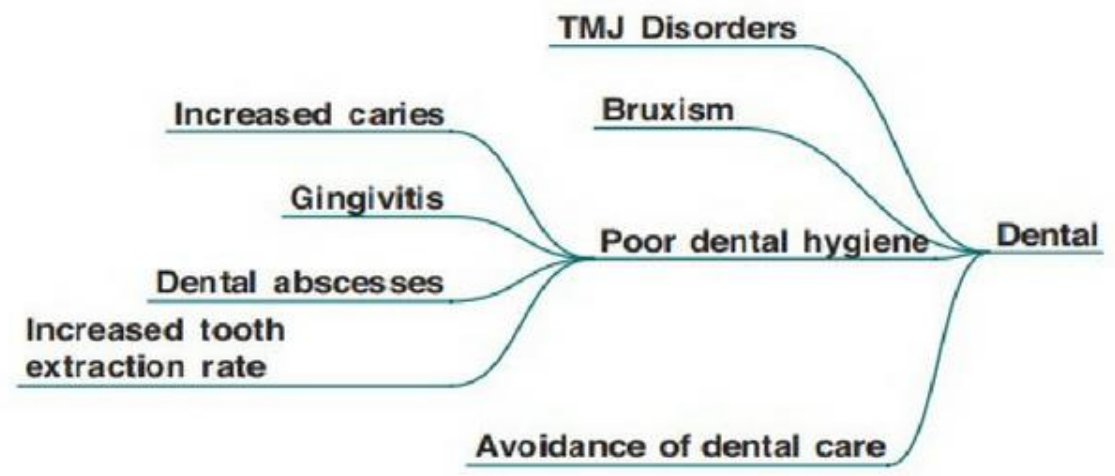 TMJ Disorders
Bruxism
Increased caries
Gingivitis
Poor dental hygiene
Dental
Dental abscesses
Increased tooth
extraction rate
Avoidance of dental care